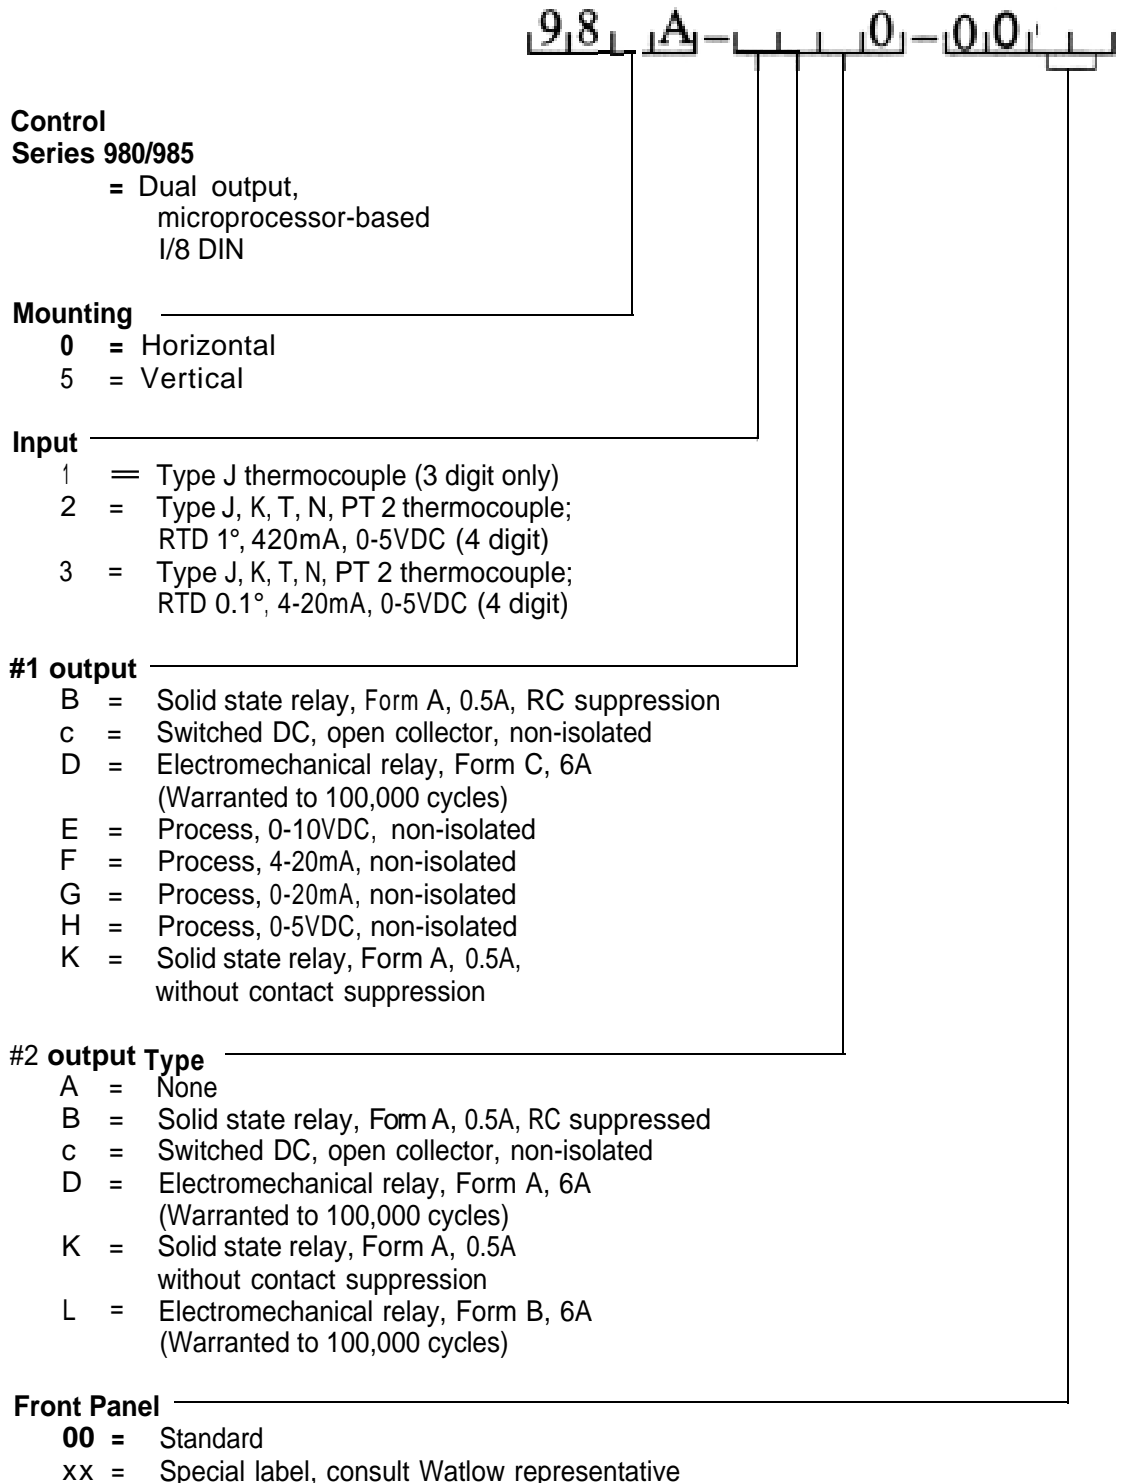 98 A- 0-00
Control
Series 980/985
= Dual output,
microprocessor-based
I/8 DIN
Mounting
0 = Horizontal
5 = Vertical
Input
1 = Type J thermocouple (3 digit only)
2 = Type J, K, T, N, PT 2 thermocouple;
RTD 1°, 420mA, 0-5VDC (4 digit)
3 = Type J, K, T, N, PT 2 thermocouple;
RTD 0.1°, 4-20mA, 0-5VDC (4 digit)
#1 output
B = Solid state relay, Form A, 0.5A, RC suppression
c = Switched DC, open collector, non-isolated
D = Electromechanical relay, Form C, 6A
(Warranted to 100,000 cycles)
E = Process, 0-10VDC, non-isolated
F = Process, 4-20mA, non-isolated
G = Process, 0-20mA, non-isolated
H = Process, 0-5VDC, non-isolated
K = Solid state relay, Form A, 0.5A,
without contact suppression
#2 output Type
A = None
B = Solid state relay, Form A, 0.5A, RC suppressed
c = Switched DC, open collector, non-isolated
D = Electromechanical relay, Form A, 6A
(Warranted to 100,000 cycles)
K = Solid state relay, Form A, 0.5A
without contact suppression
L = Electromechanical relay, Form B, 6A
(Warranted to 100,000 cycles)
Front Panel
00 = Standard
xx = Special label, consult Watlow representative